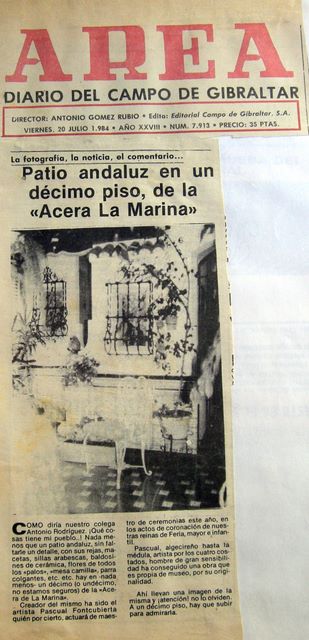 AREA
DIARIO DEL CAMPO DE GIBRALTAR
DIRECTOR: ANTONIO GOMEZ RUBIO • Edita: Editorial Campo de Gibraltar, S.A.
VIERNES, 20 JULIO 1.984 • AÑO XXVIII • NUM. 7.913 • PRECIO: 35 PTAS.
La fotografía, la noticia, el comentario...
Patio andaluz en un
décimo piso, de la
«Acera La Marina»
COMO diría nuestro colega
Antonio Rodríguez. ¡Qué co-
sas tiene mi pueblo..! Nada me-
nos que un patio andaluz, sin fal-
tarle un detalle, con sus rejas, ma-
cetas, sillas arabescas, baldosi-
nes de cerámica, flores de todos
los «palos», «mesa camilla», parra
colgantes, etc. etc. hay en -nada
menos- un décimo (o undécimo,
no estamos seguros) de la «Ace-
ra de La Marina».
Creador del mismo ha sido el
artista Pascual Fontcubierta
quién por cierto, actuará de maes-
tro de ceremonias este año, en
los actos de coronación de nues-
tras reinas de Feria, mayor e infan-
til.
Pascual, algecireño hasta la
médula, artista por los cuatro cos-
tados, hombre de gran sensibili-
dad ha conseguido una obra que
es propia de museo, por su origi-
nalidad.
Ahí llevan una imagen de la
misma y ¡atención! no lo olviden.
A un décimo piso, hay que subir
para admirarla.